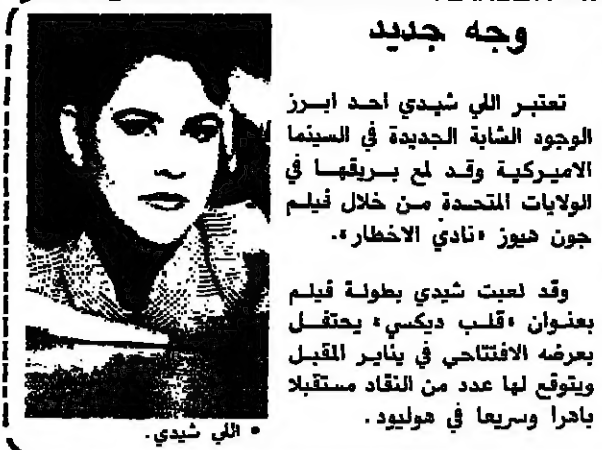 وجه جديد
تعتبر اللي شيدي احد ابرز
الوجود الشابة الجديدة في السينما
الاميركية وقد لمع بريقها في
الولايات المتحدة من خلال فيلم
جون هيوز «نادي الاخطار».
وقد لعبت شيدي بطولة فيلم
بعنوان «قلب ديكسي» يحتفل
بعرضه الافتتاحي في يناير المقبل
ويتوقع لها عدد من النقاد مستقبلا
باهرا وسريعا في هوليود.
• اللي شيدي.